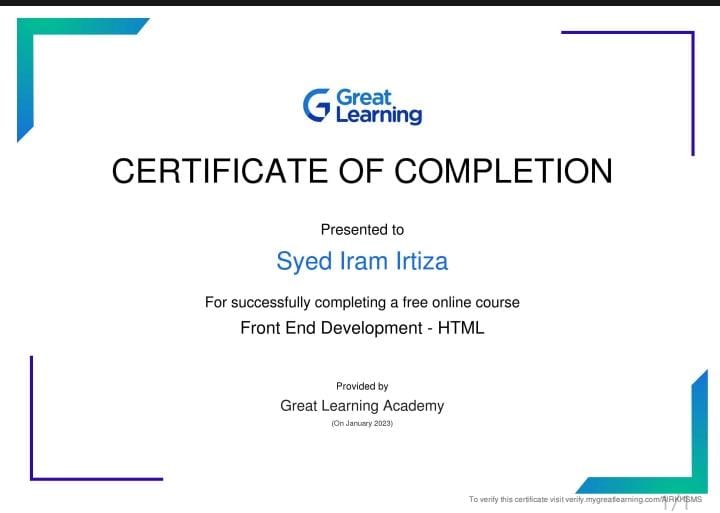 Great
Learning
CERTIFICATE OF COMPLETION
Presented to
Syed Iram Irtiza
For successfully completing a free online course
Front End Development - HTML
Provided by
Great Learning Academy
(On January 2023)
To verify this certificate visit verify.mygreatlearning.com/
1 / 1